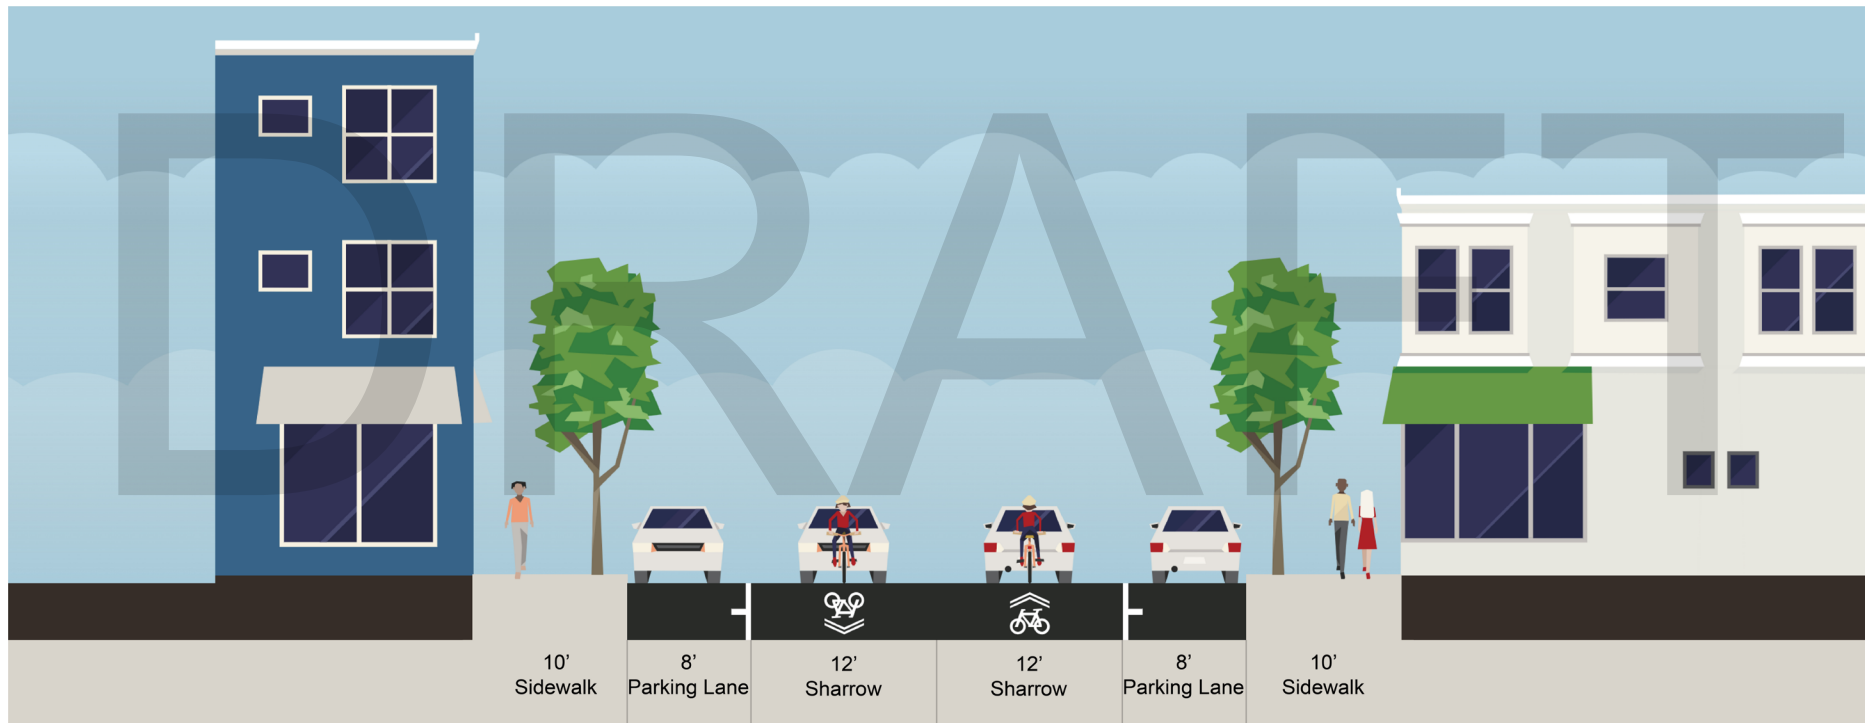 DRAFT
10’
Sidewalk
8’
Parking Lane
12’
Sharrow
12’
Sharrow
8’
Parking Lane
10’
Sidewalk